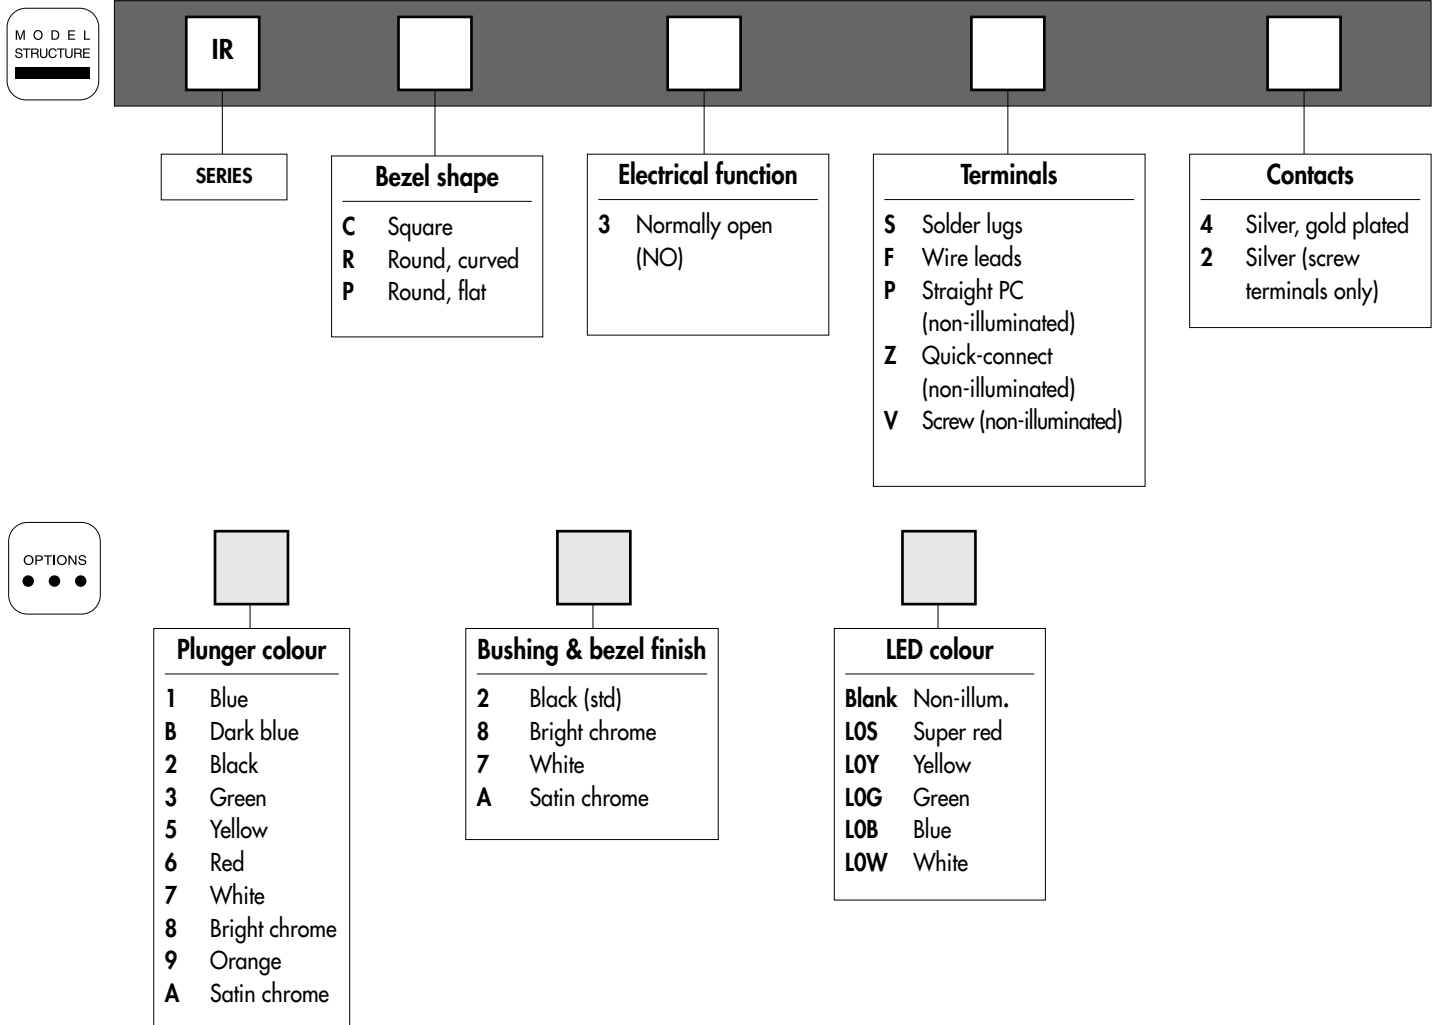 MODEL
STRUCTURE
IR
SERIES
Bezel shape
C Square
R Round, curved
P Round, flat
Electrical function
3 Normally open
(NO)
Terminals
S Solder lugs
F Wire leads
P Straight PC
(non-illuminated)
Z Quick-connect
(non-illuminated)
V Screw (non-illuminated)
Contacts
4 Silver, gold plated
2 Silver (screw
terminals only)
OPTIONS
Plunger colour
1 Blue
B Dark blue
2 Black
3 Green
5 Yellow
6 Red
7 White
8 Bright chrome
9 Orange
A Satin chrome
Bushing & bezel finish
2 Black (std)
8 Bright chrome
7 White
A Satin chrome
LED colour
Blank Non-illum.
L0S Super red
L0Y Yellow
L0G Green
L0B Blue
L0W White